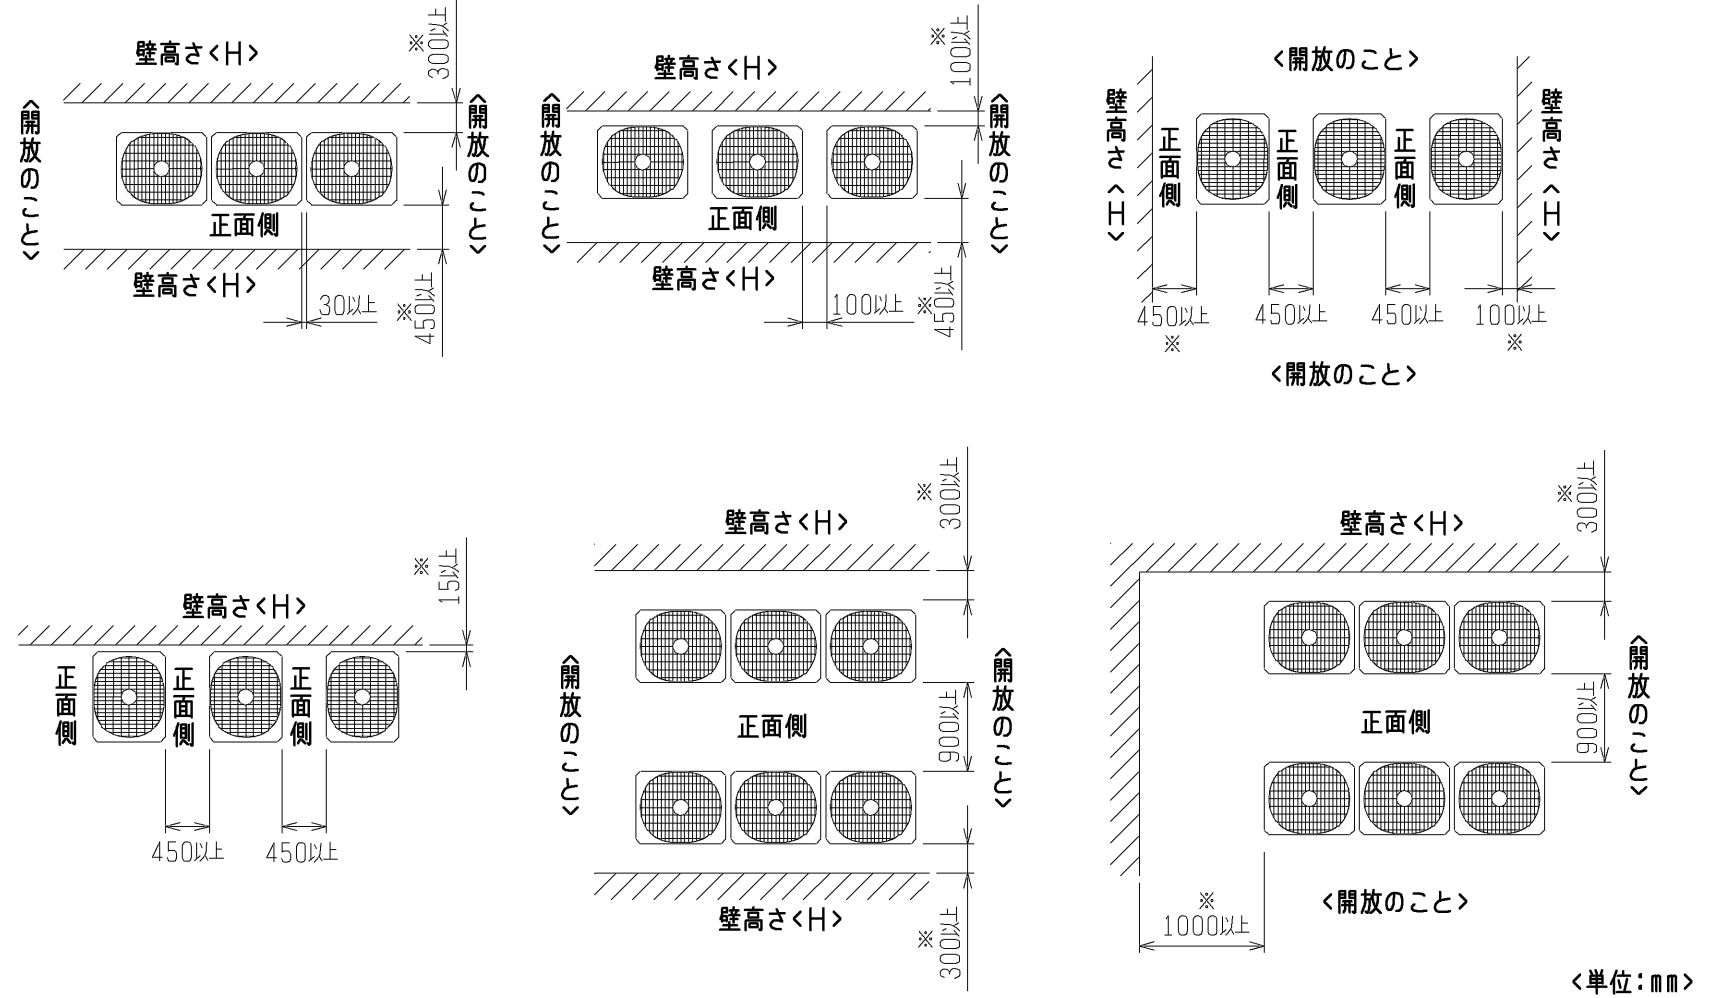 壁高さ<H>
※
300以上
<開放のこと>
<開放のこと>
正面側
壁高さ<H>
30以上
※
450以上
壁高さ<H>
※
100以上
<開放のこと>
<開放のこと>
正面側
壁高さ<H>
100以上
※
450以上
<開放のこと>
壁高さ<H>
正面側
正面側
正面側
壁高さ<H>
450以上
※
450以上
450以上
100以上
※
<開放のこと>
壁高さ<H>
※
15以上
正面側
正面側
正面側
450以上
450以上
壁高さ<H>
※
300以上
<開放のこと>
正面側
900以上
<開放のこと>
壁高さ<H>
※
300以上
壁高さ<H>
※
300以上
正面側
900以上
<開放のこと>
※
1000以上
<開放のこと>
<単位:mm>